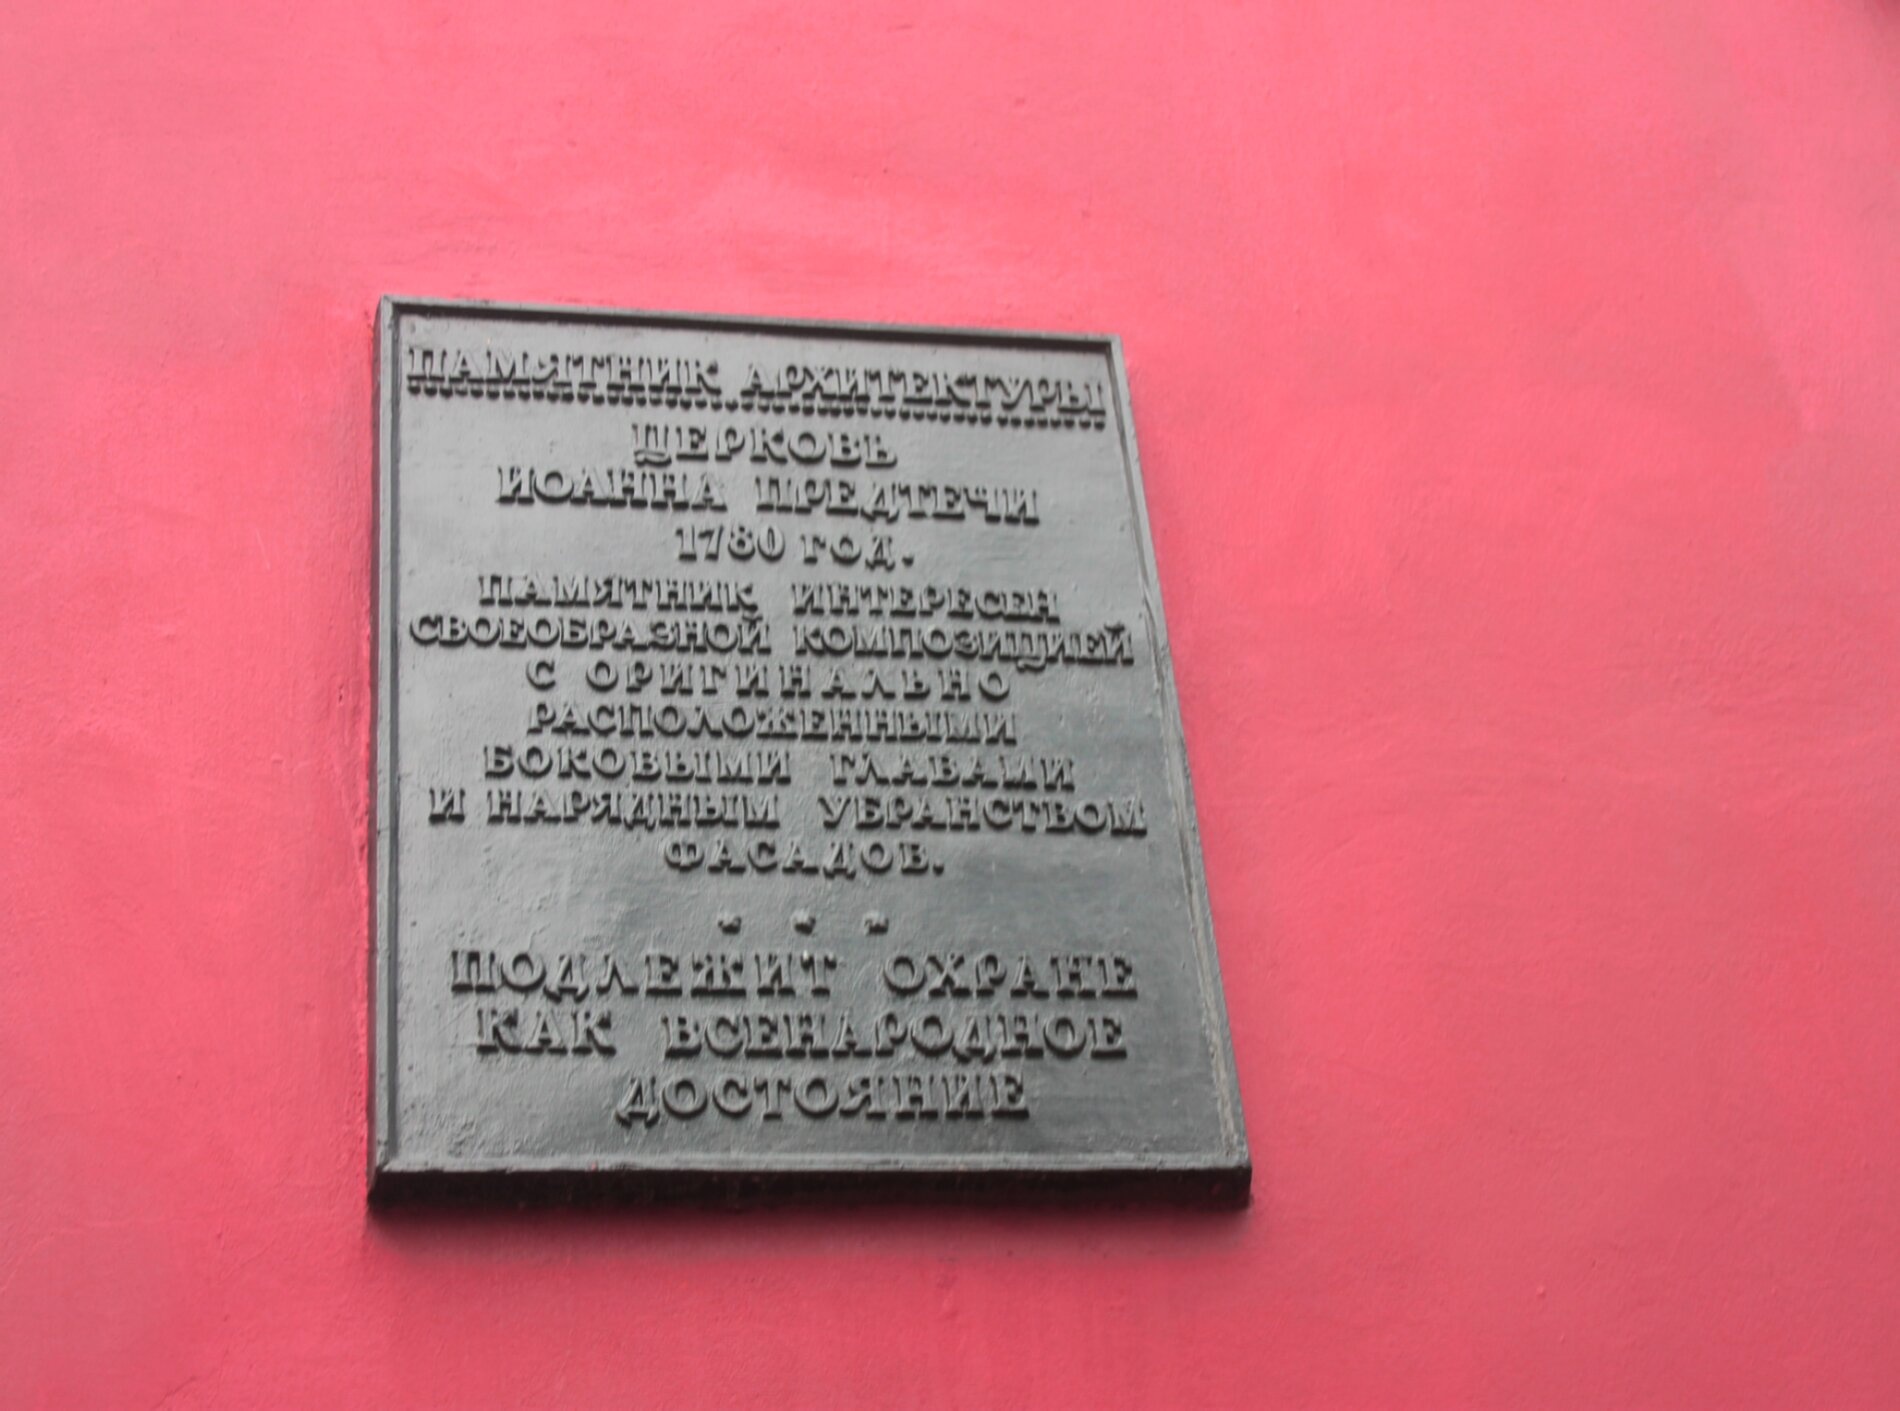 ПАМЯТНИК АРХИТЕКТУРЫ
ЦЕРКОВЬ
ИОАННА ПРЕДТЕЧИ
1780 ГОД.
ПАМЯТНИК ИНТЕРЕСЕН
СВОЕОБРАЗНОЙ КОМПОЗИЦИЕЙ
С ОРИГИНАЛЬНО
РАСПОЛОЖЕННЫМИ
БОКОВЫМИ ГЛАВАМИ
И НАРЯДНЫМ УБРАНСТВОМ
ФАСАДОВ.
* * *
ПОДЛЕЖИТ ОХРАНЕ
КАК ВСЕНАРОДНОЕ
ДОСТОЯНИЕ